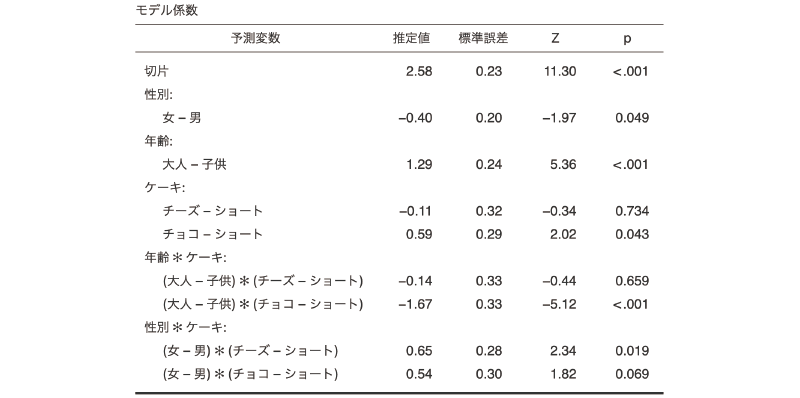 モデル係数
予測変数 推定値 標準誤差 Z p
切片 2.58 0.23 11.30 <.001
性別:
女 – 男 –0.40 0.20 –1.97 0.049
年齢:
大人 – 子供 1.29 0.24 5.36 <.001
ケーキ:
チーズ – ショート –0.11 0.32 –0.34 0.734
チョコ – ショート 0.59 0.29 2.02 0.043
年齢 ＊ ケーキ:
(大人 – 子供) ＊ (チーズ – ショート) –0.14 0.33 –0.44 0.659
(大人 – 子供) ＊ (チョコ – ショート) –1.67 0.33 –5.12 <.001
性別 ＊ ケーキ:
(女 – 男) ＊ (チーズ – ショート) 0.65 0.28 2.34 0.019
(女 – 男) ＊ (チョコ – ショート) 0.54 0.30 1.82 0.069